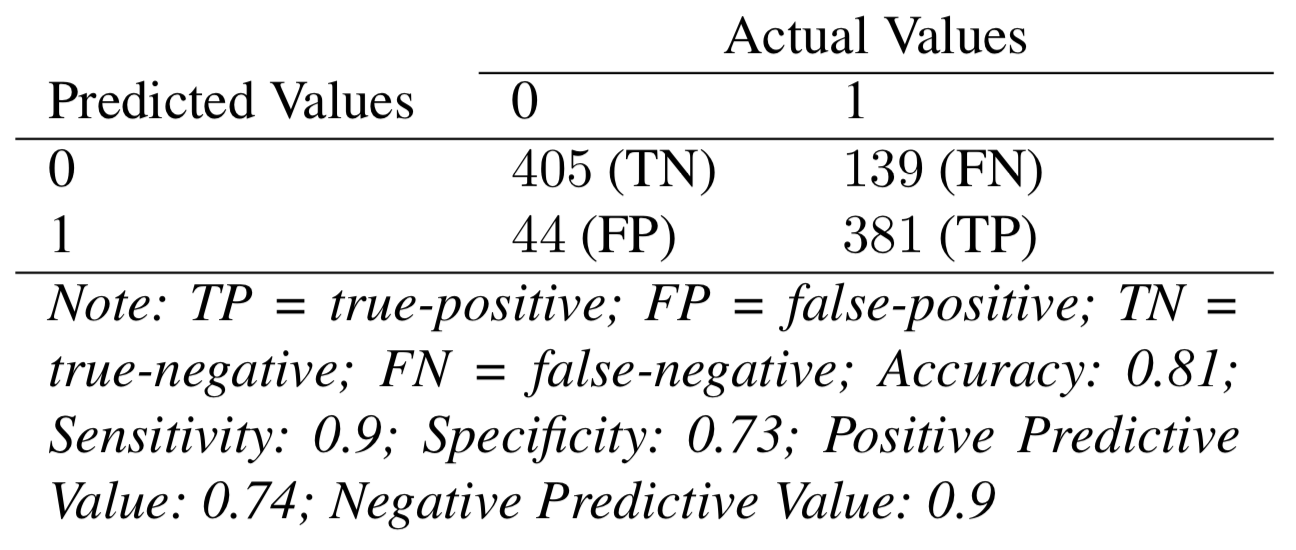 Actual Values
Predicted Values 0 1
0 405 (TN) 139 (FN)
1 44 (FP) 381 (TP)
Note: TP = true-positive; FP = false-positive; TN =
true-negative; FN = false-negative; Accuracy: 0.81;
Sensitivity: 0.9; Specificity: 0.73; Positive Predictive
Value: 0.74; Negative Predictive Value: 0.9